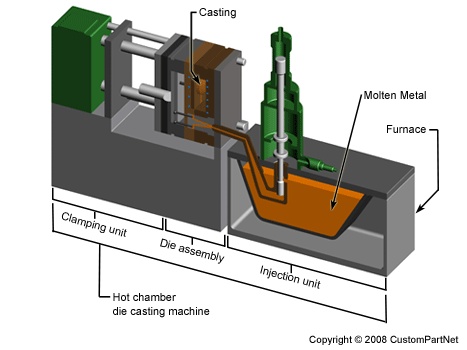 Casting
Molten Metal
Furnace
Clamping unit
Die assembly
Injection unit
Hot chamber
die casting machine
Copyright © 2008 CustomPartNet